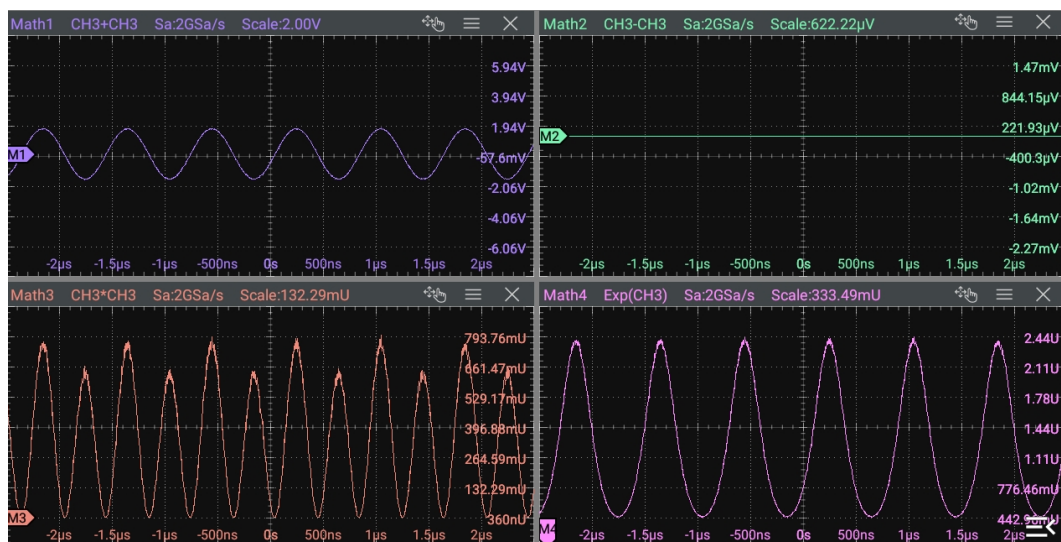 Math1 CH3+CH3 Sa:2GSa/s Scale:2.00V
5.94V
3.94V
1.94V
M1
-57.6mV
-2.06V
-4.06V
-6.06V
-2µs -1.5µs -1µs -500ns 0s 500ns 1µs 1.5µs 2µs
Math2 CH3-CH3 Sa:2GSa/s Scale:622.22µV
1.47mV
844.15µV
221.93µV
M2
-400.3µV
-1.02mV
-1.64mV
-2.27mV
-2µs -1.5µs -1µs -500ns 0s 500ns 1µs 1.5µs 2µs
Math3 CH3*CH3 Sa:2GSa/s Scale:132.29mU
793.76mU
661.47mU
529.17mU
396.88mU
264.59mU
132.29mU
M3 360nU
-2µs -1.5µs -1µs -500ns 0s 500ns 1µs 1.5µs 2µs
Math4 Exp(CH3) Sa:2GSa/s Scale:333.49mU
2.44U
2.11U
1.78U
1.44U
1.11U
776.46mU
M4
-2µs -1.5µs -1µs -500ns 0s 500ns 1µs 1.5µs 2µs